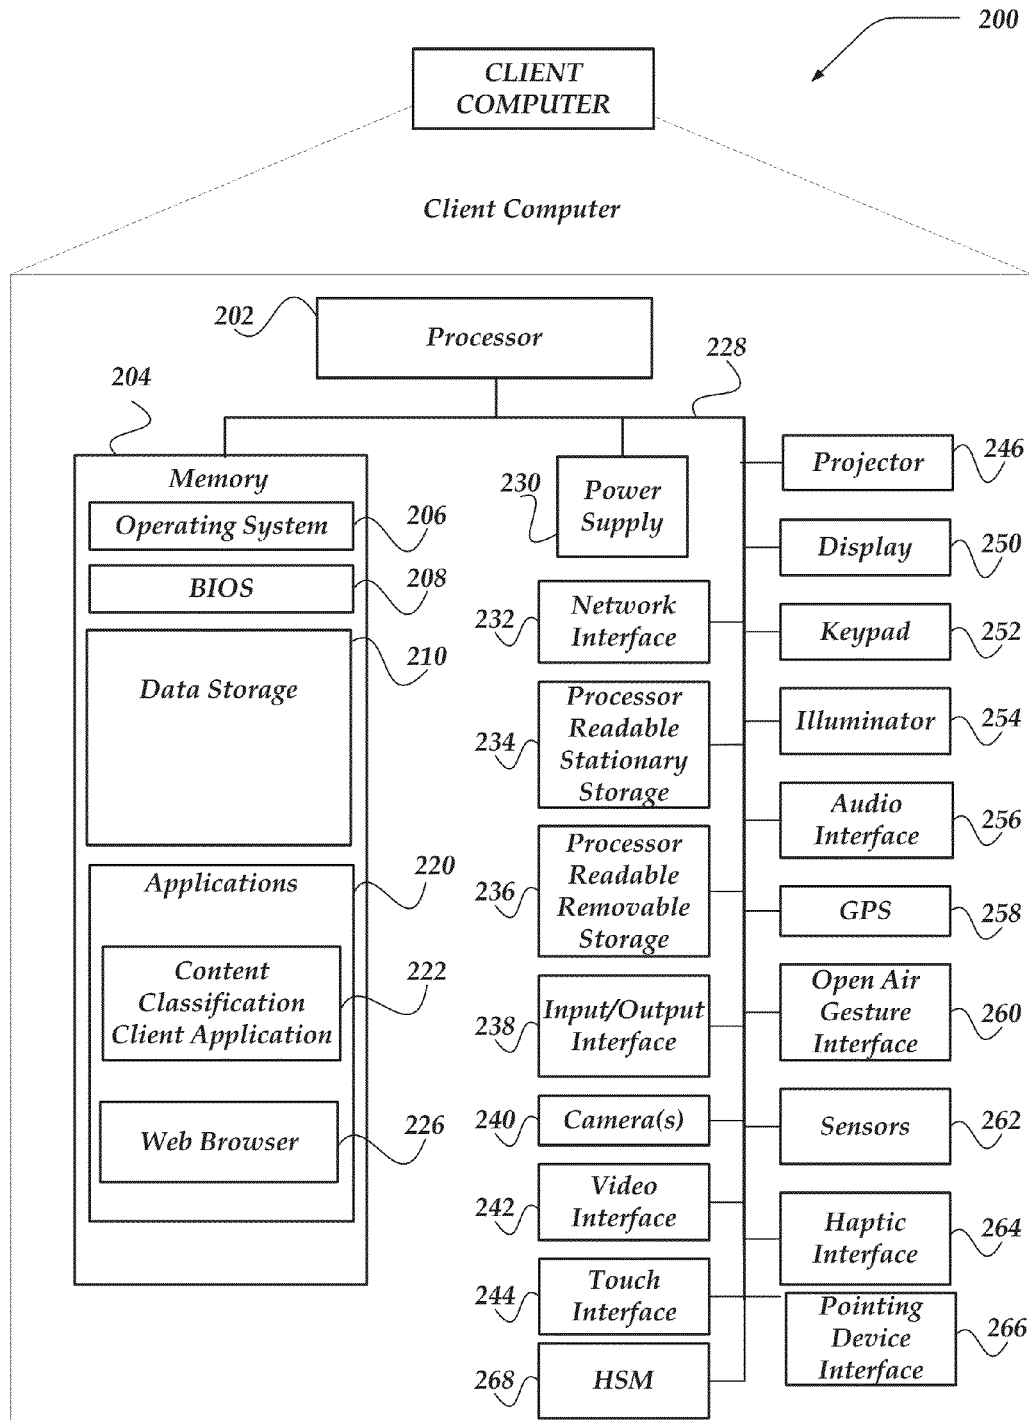 200
CLIENT
COMPUTER
Client Computer
202
Processor
228
204
Memory
Operating System
206
BIOS
208
210
Data Storage
Applications
220
Content
Classification
Client Application
222
Web Browser
226
230
Power
Supply
232
Network
Interface
234
Processor
Readable
Stationary
Storage
236
Processor
Readable
Removable
Storage
238
Input/Output
Interface
240
Camera(s)
242
Video
Interface
244
Touch
Interface
268
HSM
Projector
246
Display
250
Keypad
252
Illuminator
254
Audio
Interface
256
GPS
258
Open Air
Gesture
Interface
260
Sensors
262
Haptic
Interface
264
Pointing
Device
Interface
266